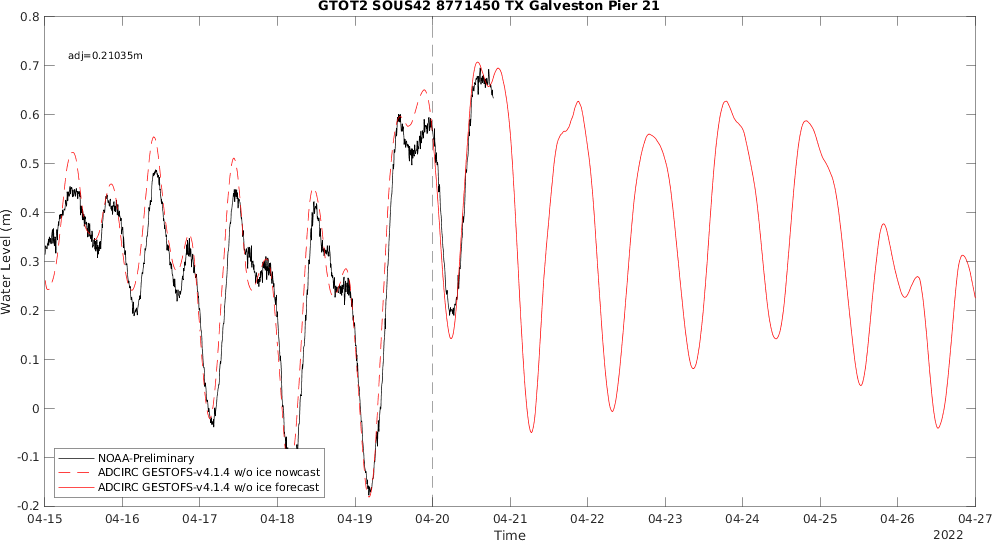 GTOT2 SOUS42 8771450 TX Galveston Pier 21
adj=0.21035m
Water Level (m)
0.8
0.7
0.6
0.5
0.4
0.3
0.2
0.1
0
-0.1
-0.2
NOAA-Preliminary
ADCIRC GESTOFS-v4.1.4 w/o ice nowcast
ADCIRC GESTOFS-v4.1.4 w/o ice forecast
04-15 04-16 04-17 04-18 04-19 04-20 04-21 04-22 04-23 04-24 04-25 04-26 04-27
Time
2022